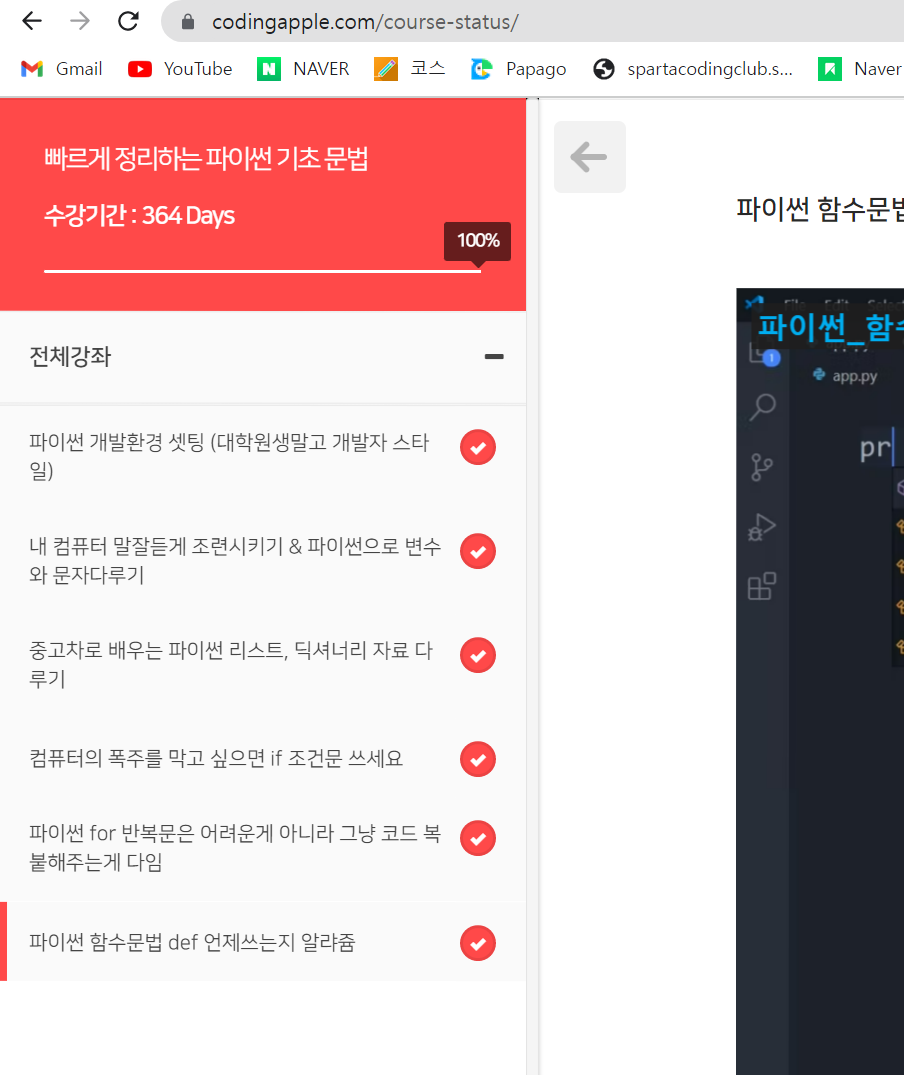 codingapple.com/course-status/
Gmail YouTube NAVER 코스 Papago spartacodingclub.s... Naver
빠르게 정리하는 파이썬 기초 문법
수강기간 : 364 Days
100%
전체강좌
파이썬 개발환경 셋팅 (대학원생말고 개발자 스타
일)
내 컴퓨터 말잘듣게 조련시키기 & 파이썬으로 변수
와 문자다루기
중고차로 배우는 파이썬 리스트, 딕셔너리 자료 다
루기
컴퓨터의 폭주를 막고 싶으면 if 조건문 쓰세요
파이썬 for 반복문은 어려운게 아니라 그냥 코드 복
붙해주는게 다임
파이썬 함수문법 def 언제쓰는지 알랴쥼
파이썬 함수문법
파이썬_함수
1
app.py
pr